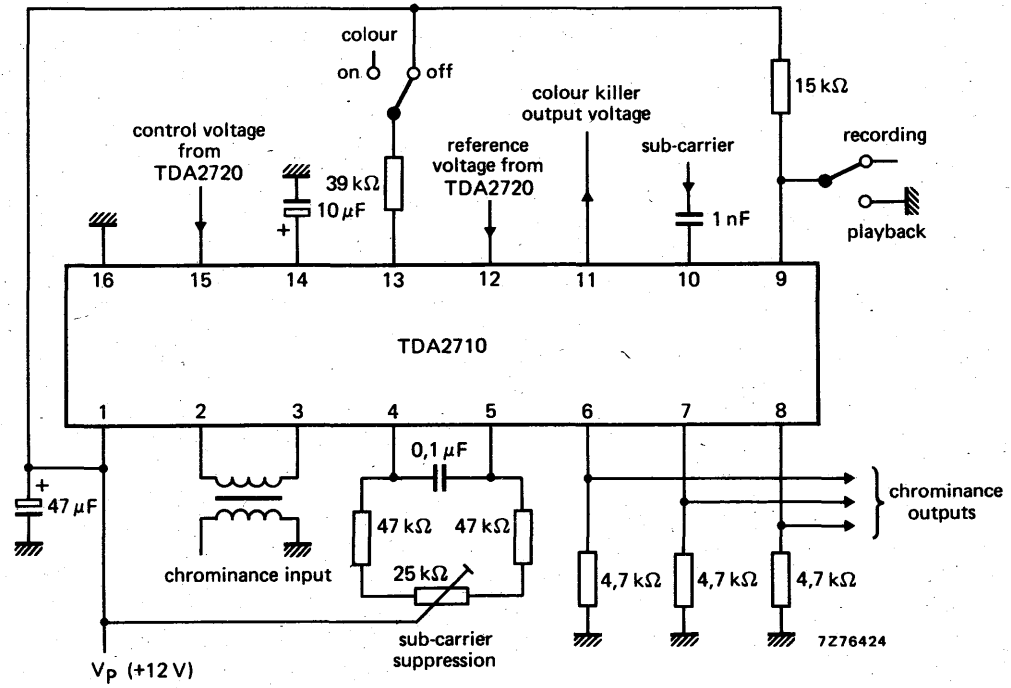 colour
on
off
15 kΩ
control voltage
from
TDA2720
colour killer
output voltage
recording
reference
voltage from
TDA2720
sub-carrier
39 kΩ
10 μF
+
1 nF
playback
16
15
14
13
12
11
10
9
TDA2710
1
2
3
4
5
6
7
8
0,1 μF
+
47 μF
chrominance
outputs
47 kΩ
47 kΩ
chrominance input
25 kΩ
4,7 kΩ
4,7 kΩ
4,7 kΩ
sub-carrier
suppression
7Z76424
Vp (+12 V)